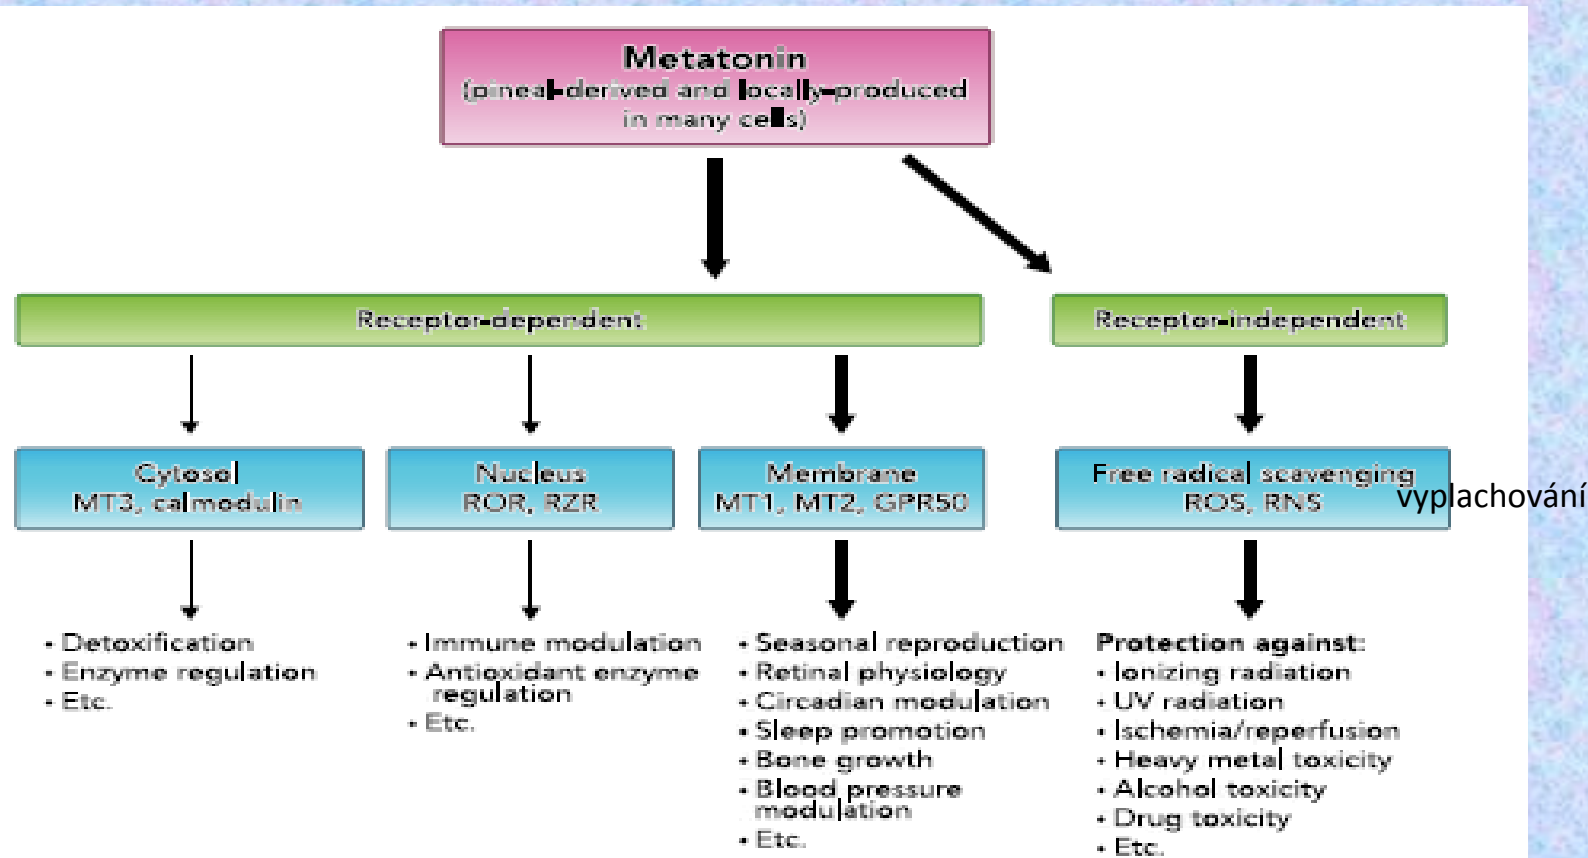 Metatonin
(pineal-derived and locally-produced
in many cells)
Receptor-dependent
Receptor-independent
Cytosol
MT3, calmodulin
Nucleus
ROR, RZR
Membrane
MT1, MT2, GPR50
Free radical scavenging
ROS, RNS
vyplachování
• Detoxification
• Enzyme regulation
• Etc.
• Immune modulation
• Antioxidant enzyme
regulation
• Etc.
• Seasonal reproduction
• Retinal physiology
• Circadian modulation
• Sleep promotion
• Bone growth
• Blood pressure
modulation
• Etc.
Protection against:
• Ionizing radiation
• UV radiation
• Ischemia/reperfusion
• Heavy metal toxicity
• Alcohol toxicity
• Drug toxicity
• Etc.